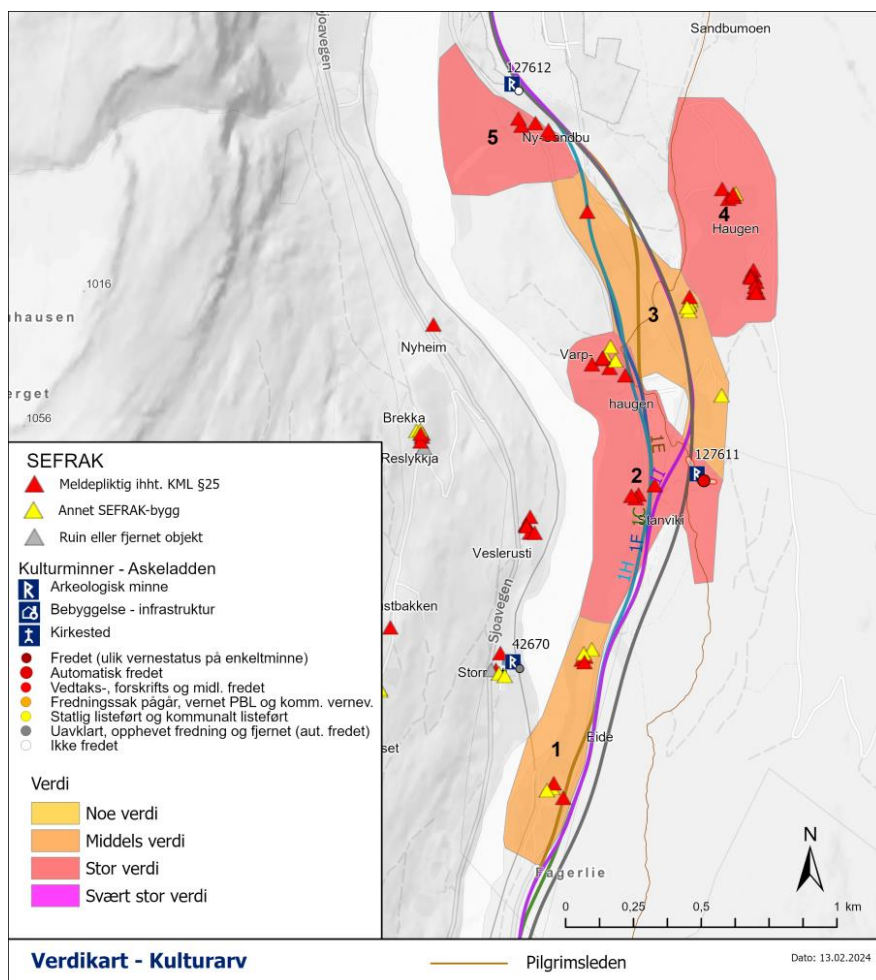 Sandbumoen
Sjoavegen
127612
5
Ny-Sandbu
4
Haugen
1016
uhausen
3
Nyheim
Varp-
haugen
erget
1056
Brekka
Reslykkja
1E
127611
2
1I
Stanviki
1C
1E
1H
Veslerusti
Sjoavegen
stbakken
42670
Storr
Eide
set
1
Fagerlie
SEFRAK
Meldepliktig ihht. KML §25
Annet SEFRAK-bygg
Ruin eller fjernet objekt
Kulturminner - Askeladden
Arkeologisk minne
Bebyggelse - infrastruktur
Kirkested
Fredet (ulik vernestatus på enkeltminne)
Automatisk fredet
Vedtaks-, forskrifts og midl. fredet
Fredningssak pågår, vernet PBL og komm. vernev.
Statlig listeført og kommunalt listeført
Uavklart, opphevet fredning og fjernet (aut. fredet)
Ikke fredet
Verdi
Noe verdi
Middels verdi
Stor verdi
Svært stor verdi
N
0 0,25 0,5 1 km
Verdikart - Kulturarv
Pilgrimsleden
Dato: 13.02.2024